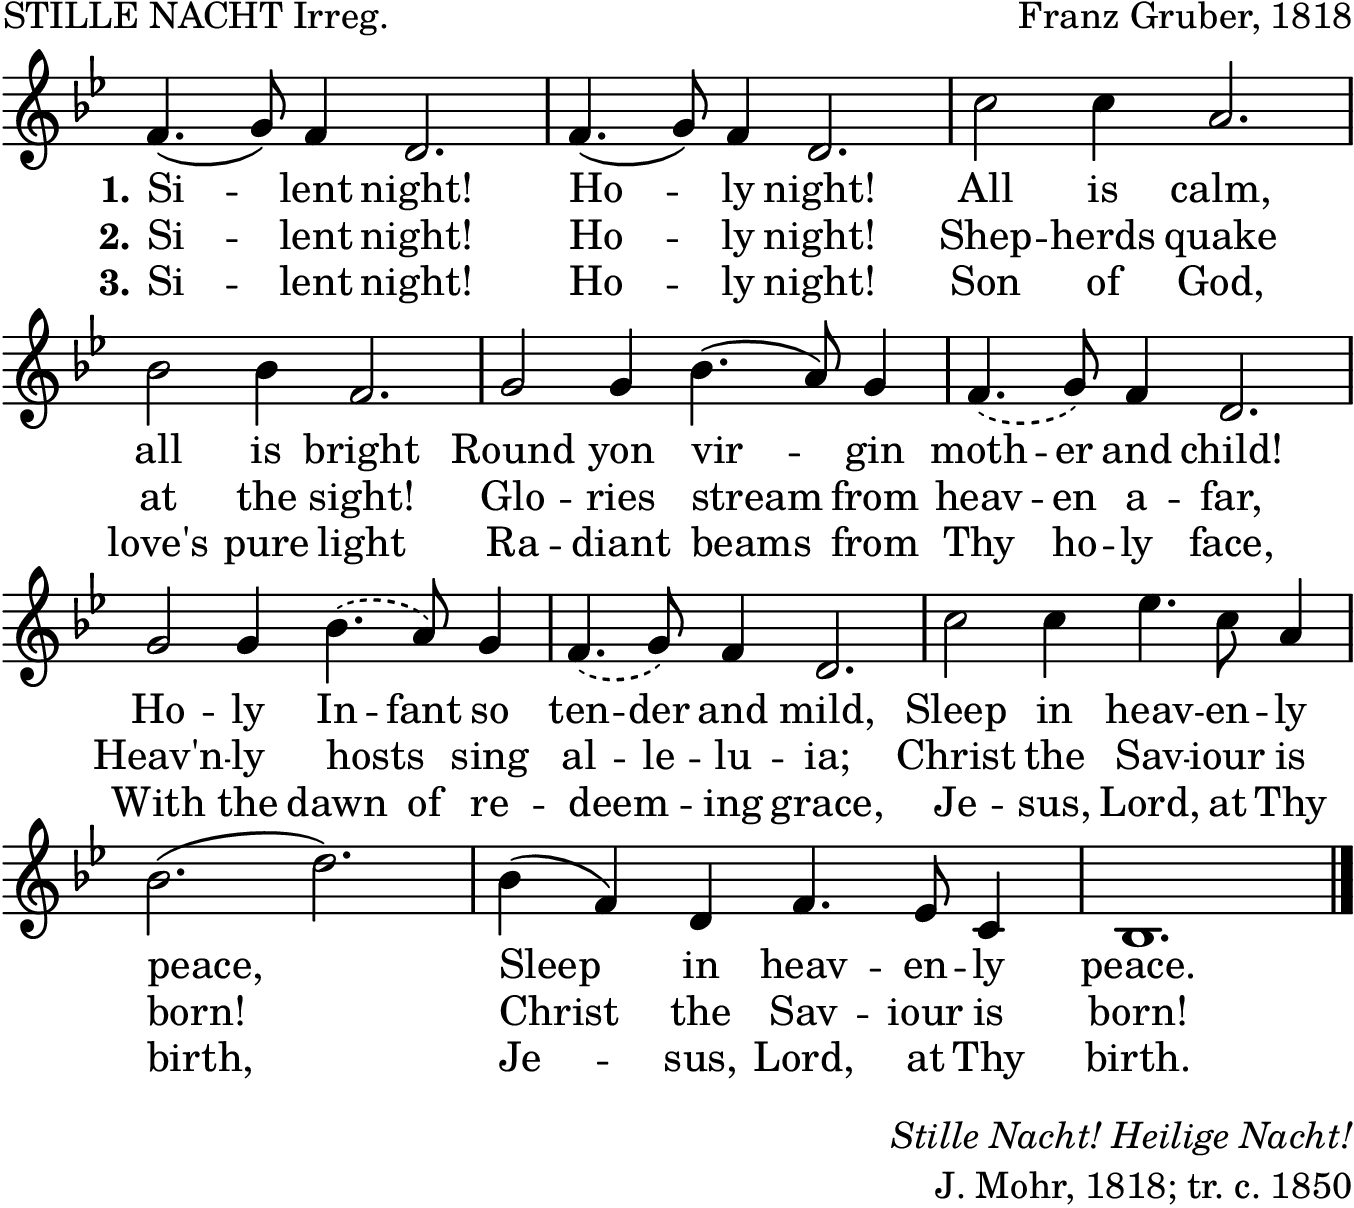 STILLE NACHT Irreg. Franz Gruber, 1818
1. Si -- lent night! Ho -- ly night! All is calm,
2. Si -- lent night! Ho -- ly night! Shep -- herds quake
3. Si -- lent night! Ho -- ly night! Son of God,
all is bright Round yon vir -- gin moth -- er and child!
at the sight! Glo -- ries stream from heav -- en a -- far,
love's pure light Ra -- diant beams from Thy ho -- ly face,
Ho -- ly In -- fant so ten -- der and mild, Sleep in heav -- en -- ly
Heav'n -- ly hosts sing al -- le -- lu -- ia; Christ the Sav -- iour is
With the dawn of re -- deem -- ing grace, Je -- sus, Lord, at Thy
peace, Sleep in heav -- en -- ly peace.
born! Christ the Sav -- iour is born!
birth, Je -- sus, Lord, at Thy birth.
Stille Nacht! Heilige Nacht!
J. Mohr, 1818; tr. c. 1850